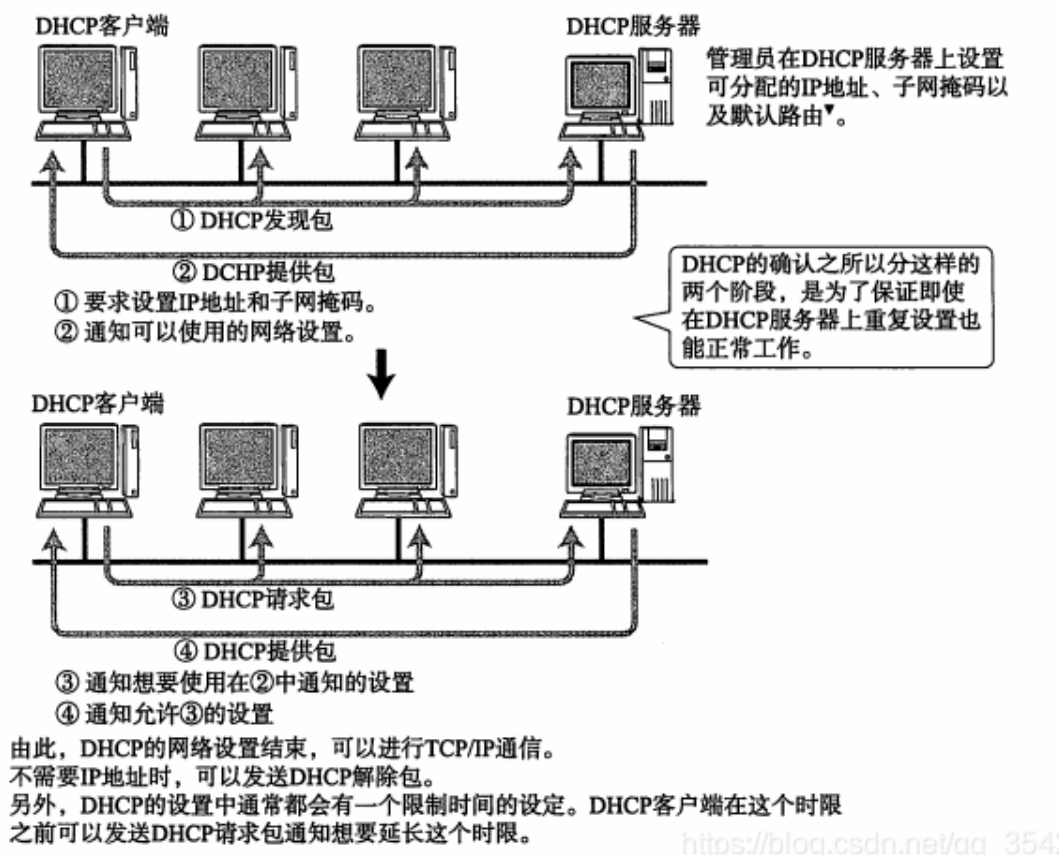 DHCP客户端
DHCP服务器
管理员在DHCP服务器上设置
可分配的IP地址、子网掩码以
及默认路由▼。
① DHCP发现包
② DCHP提供包
① 要求设置IP地址和子网掩码。
② 通知可以使用的网络设置。
DHCP的确认之所以分这样的
两个阶段，是为了保证即使
在DHCP服务器上重复设置也
能正常工作。
DHCP客户端
DHCP服务器
③ DHCP请求包
④ DHCP提供包
③ 通知想要使用在②中通知的设置
④ 通知允许③的设置
由此，DHCP的网络设置结束，可以进行TCP/IP通信。
不需要IP地址时，可以发送DHCP解除包。
另外，DHCP的设置中通常都会有一个限制时间的设定。DHCP客户端在这个时限
之前可以发送DHCP请求包通知想要延长这个时限。
https://blog.csdn.net/qq_354